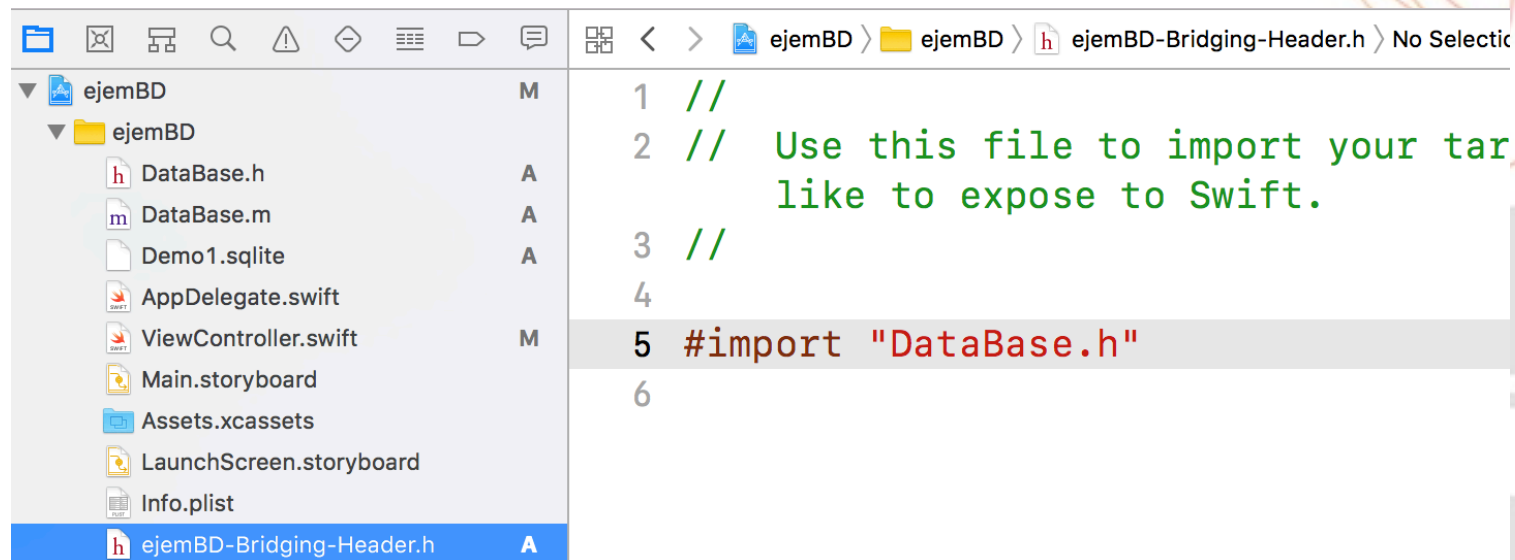 ejemBD 〉 ejemBD 〉 h ejemBD-Bridging-Header.h 〉 No Selectio
ejemBD M
ejemBD
h DataBase.h A
m DataBase.m A
Demo1.sqlite A
AppDelegate.swift
ViewController.swift M
Main.storyboard
Assets.xcassets
LaunchScreen.storyboard
Info.plist
h ejemBD-Bridging-Header.h A
1 //
2 // Use this file to import your tar
like to expose to Swift.
3 //
4
5 #import "DataBase.h"
6